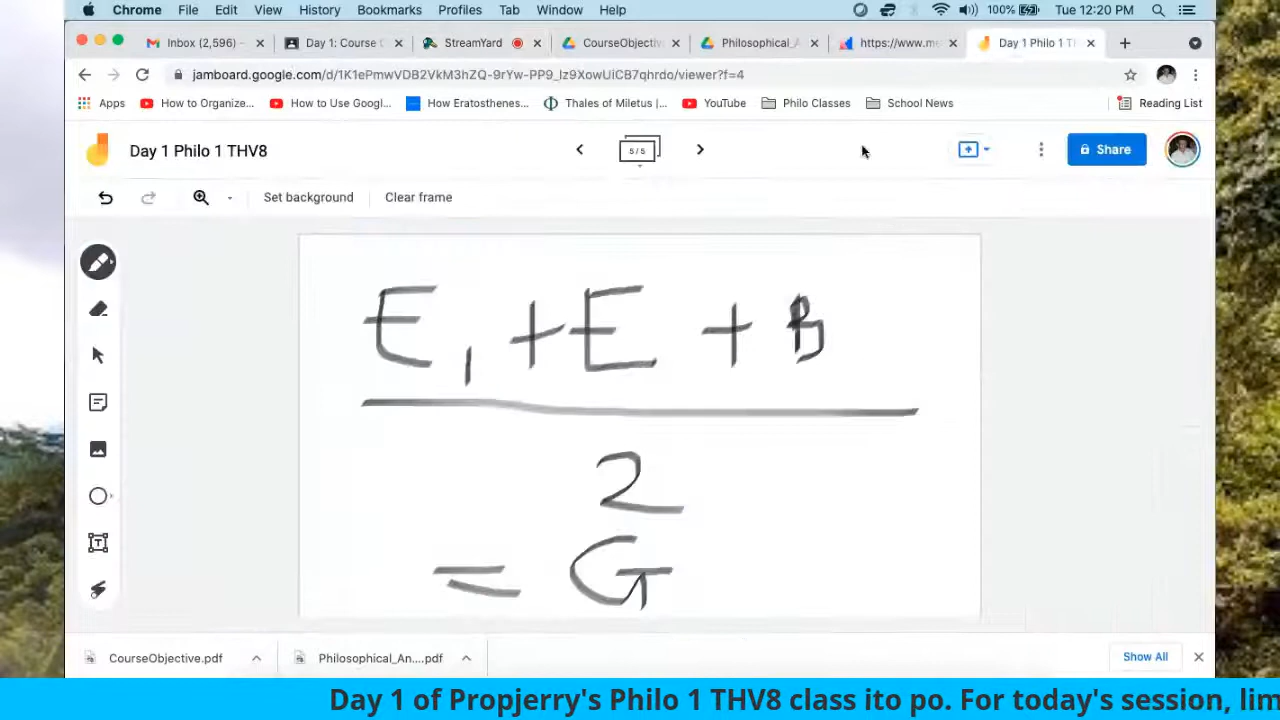 Chrome File Edit View History Bookmarks Profiles Tab Window Help 100% Tue 12:20 PM
Inbox (2,596) – Day 1: Course StreamYard CourseObjectiv Philosophical_A https://www.me Day 1 Philo 1 T
jamboard.google.com/d/1K1ePmwVDB2VkM3hZQ-9rYw-PP9_Iz9XowUiCB7qhrdo/viewer?f=4
Apps How to Organize... How to Use Googl... How Eratosthenes... Thales of Miletus |... YouTube Philo Classes School News Reading List
Day 1 Philo 1 THV8 5 / 5 Share
Set background Clear frame
E₁ + E + B
2
= G
CourseObjective.pdf Philosophical_An....pdf Show All
Day 1 of Propjerry's Philo 1 THV8 class ito po. For today's session, lim